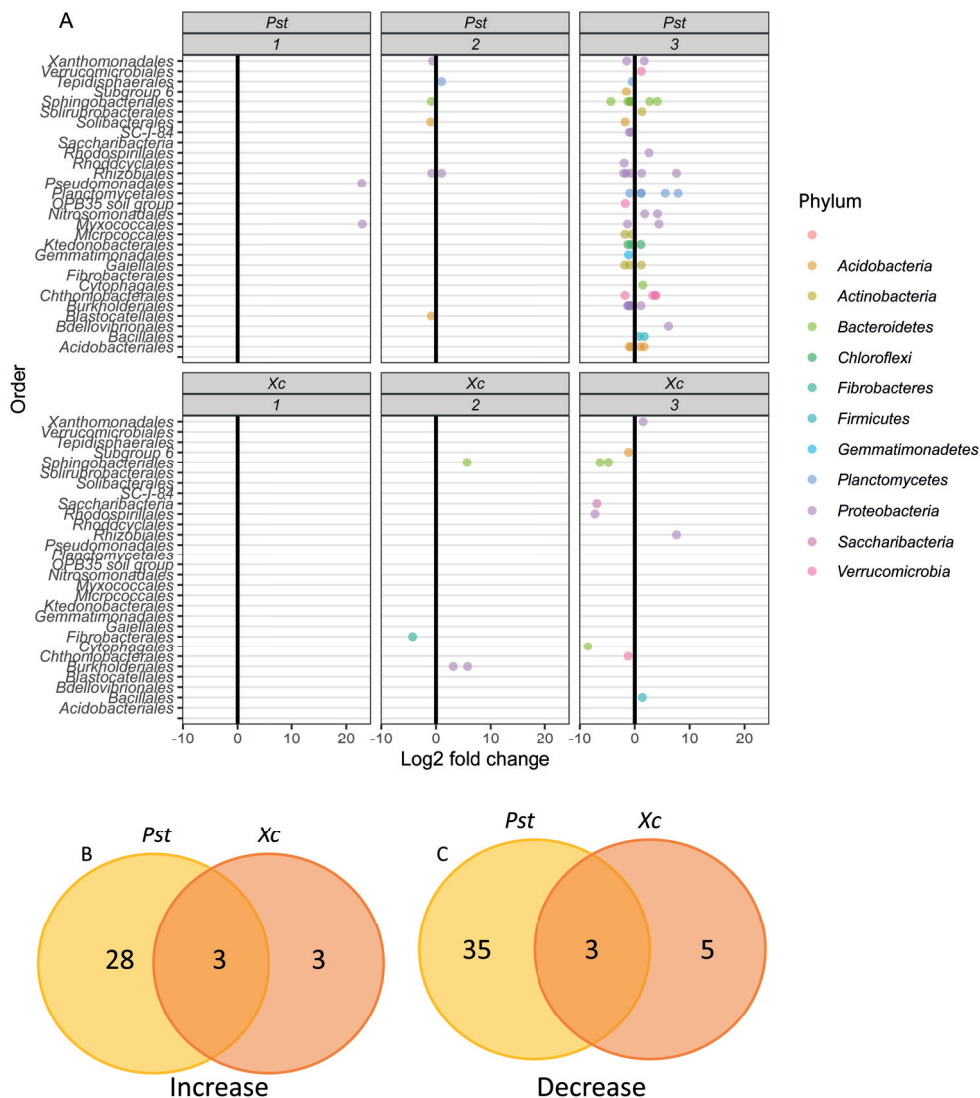 A
Pst
Pst
Pst
1
2
3
Order
Xanthomonadales
Verrucomicrobiales
Tepidisphaerales
Subgroup 6
Sphingobacteriales
Solirubrobacterales
Solibacterales
SC-I-84
Saccharibacteria
Rhodospirillales
Rhodocyclales
Rhizobiales
Pseudomonadales
Planctomycetales
OPB35 soil group
Nitrosomonadales
Myxococcales
Micrococcales
Ktedonobacterales
Gemmatimonadales
Gaiellales
Fibrobacterales
Cytophagales
Chthoniobacterales
Burkholderiales
Blastocatellales
Bdellovibrionales
Bacillales
Acidobacteriales
Xc
Xc
Xc
1
2
3
Xanthomonadales
Verrucomicrobiales
Tepidisphaerales
Subgroup 6
Sphingobacteriales
Solirubrobacterales
Solibacterales
SC-I-84
Saccharibacteria
Rhodospirillales
Rhodocyclales
Rhizobiales
Pseudomonadales
Planctomycetales
OPB35 soil group
Nitrosomonadales
Myxococcales
Micrococcales
Ktedonobacterales
Gemmatimonadales
Gaiellales
Fibrobacterales
Cytophagales
Chthoniobacterales
Burkholderiales
Blastocatellales
Bdellovibrionales
Bacillales
Acidobacteriales
-10 0 10 20 -10 0 10 20 -10 0 10 20
Log2 fold change
Phylum
Acidobacteria
Actinobacteria
Bacteroidetes
Chloroflexi
Fibrobacteres
Firmicutes
Gemmatimonadetes
Planctomycetes
Proteobacteria
Saccharibacteria
Verrucomicrobia
B
Pst
Xc
28
3
3
Increase
C
Pst
Xc
35
3
5
Decrease